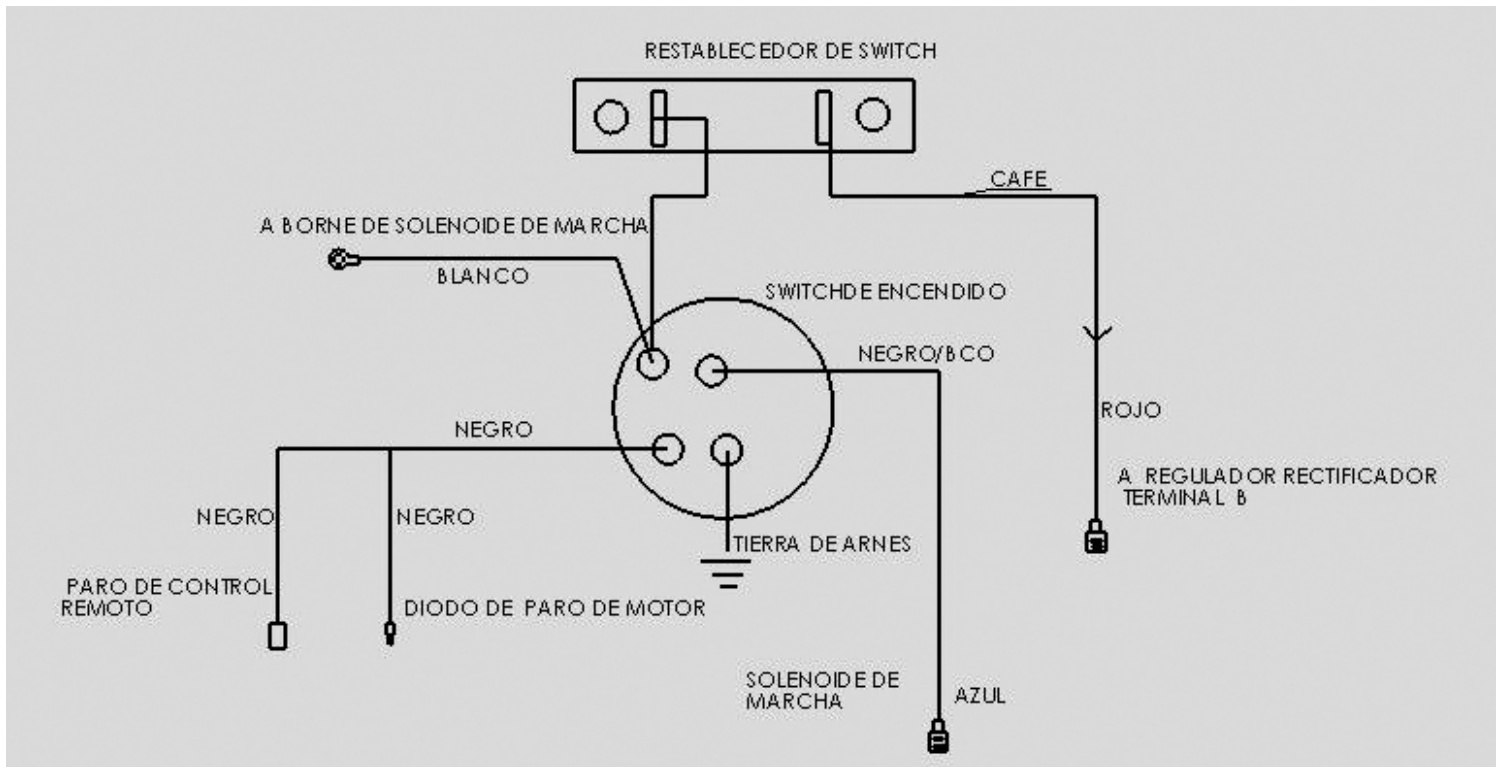 RESTABLECEDOR DE SWITCH
CAFE
A BORNE DE SOLENOIDE DE MARCHA
BLANCO
SWITCHDE ENCENDIDO
NEGRO/BCO
ROJO
NEGRO
A REGULADOR RECTIFICADOR
TERMINAL B
NEGRO
NEGRO
TIERRA DE ARNES
PARO DE CONTROL
REMOTO
DIODO DE PARO DE MOTOR
SOLENOIDE DE
MARCHA
AZUL